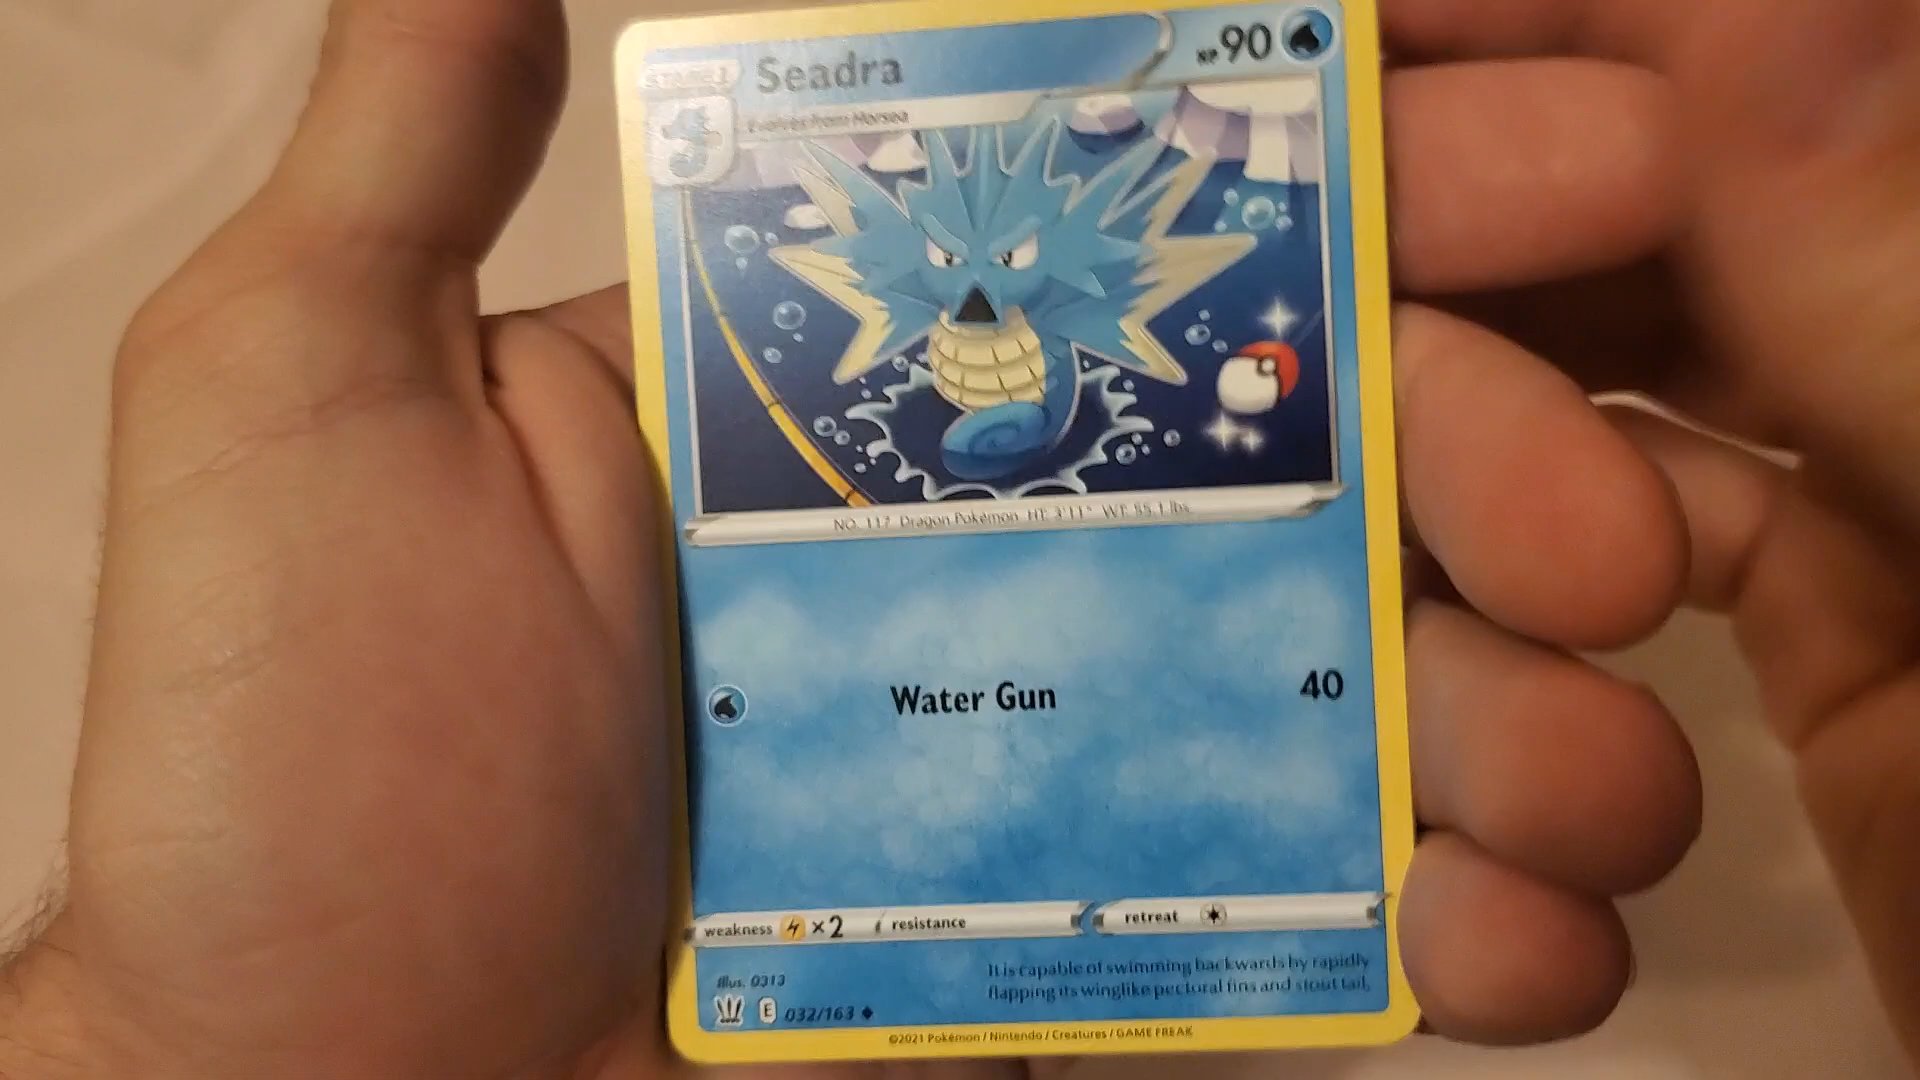 STAGE 1 Seadra HP 90
Evolves from Horsea
NO. 117 Dragon Pokémon HT: 3'11" WT: 55.1 lbs.
Water Gun 40
weakness ×2 resistance retreat
Illus. 0313
It is capable of swimming backwards by rapidly
flapping its winglike pectoral fins and stout tail.
E 032/163
©2021 Pokémon / Nintendo / Creatures / GAME FREAK